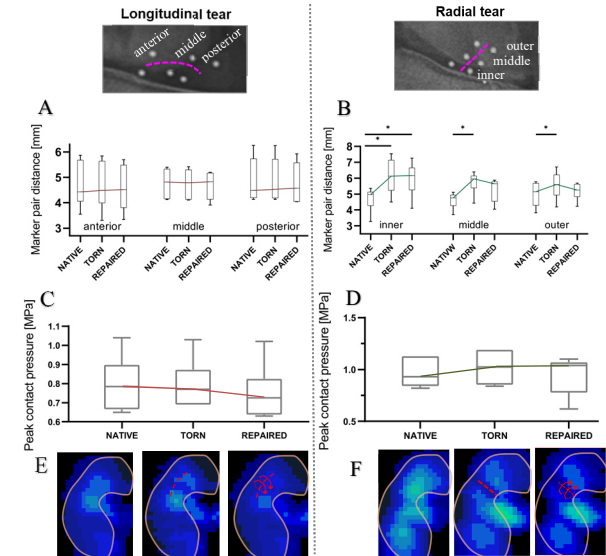 Longitudinal tear
anterior middle posterior
A
Marker pair distance [mm]
6
5
4
3
anterior middle posterior
NATIVE TORN REPAIRED NATIVE TORN REPAIRED NATIVE TORN REPAIRED
Radial tear
outer
middle
inner
B
Marker pair distance [mm]
* * * *
8
7
6
5
4
3
inner middle outer
NATIVE TORN REPAIRED NATIVW TORN REPAIRED NATIVE TORN REPAIRED
C
Peak contact pressure [MPa]
1.1
1.0
0.9
0.8
0.7
0.6
NATIVE TORN REPAIRED
D
Peak contact pressure [MPa]
1.5
1.0
0.5
NATIVE TORN REPAIRED
E
F